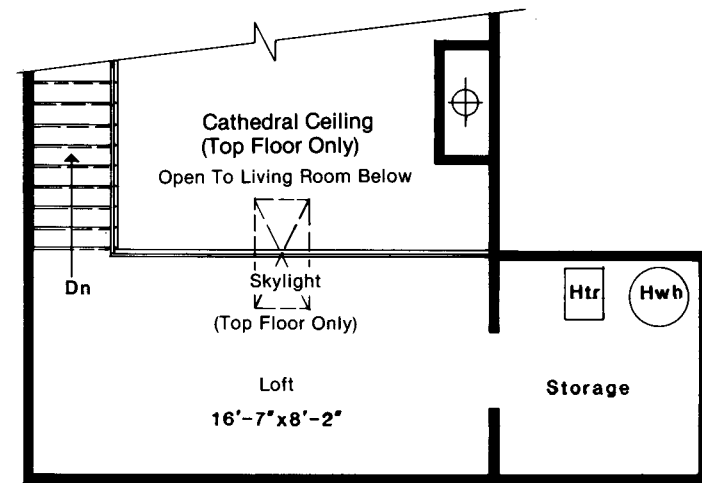 Cathedral Ceiling
(Top Floor Only)
Open To Living Room Below
Dn
Skylight
(Top Floor Only)
Htr
Hwh
Loft
16'-7"x8'-2"
Storage